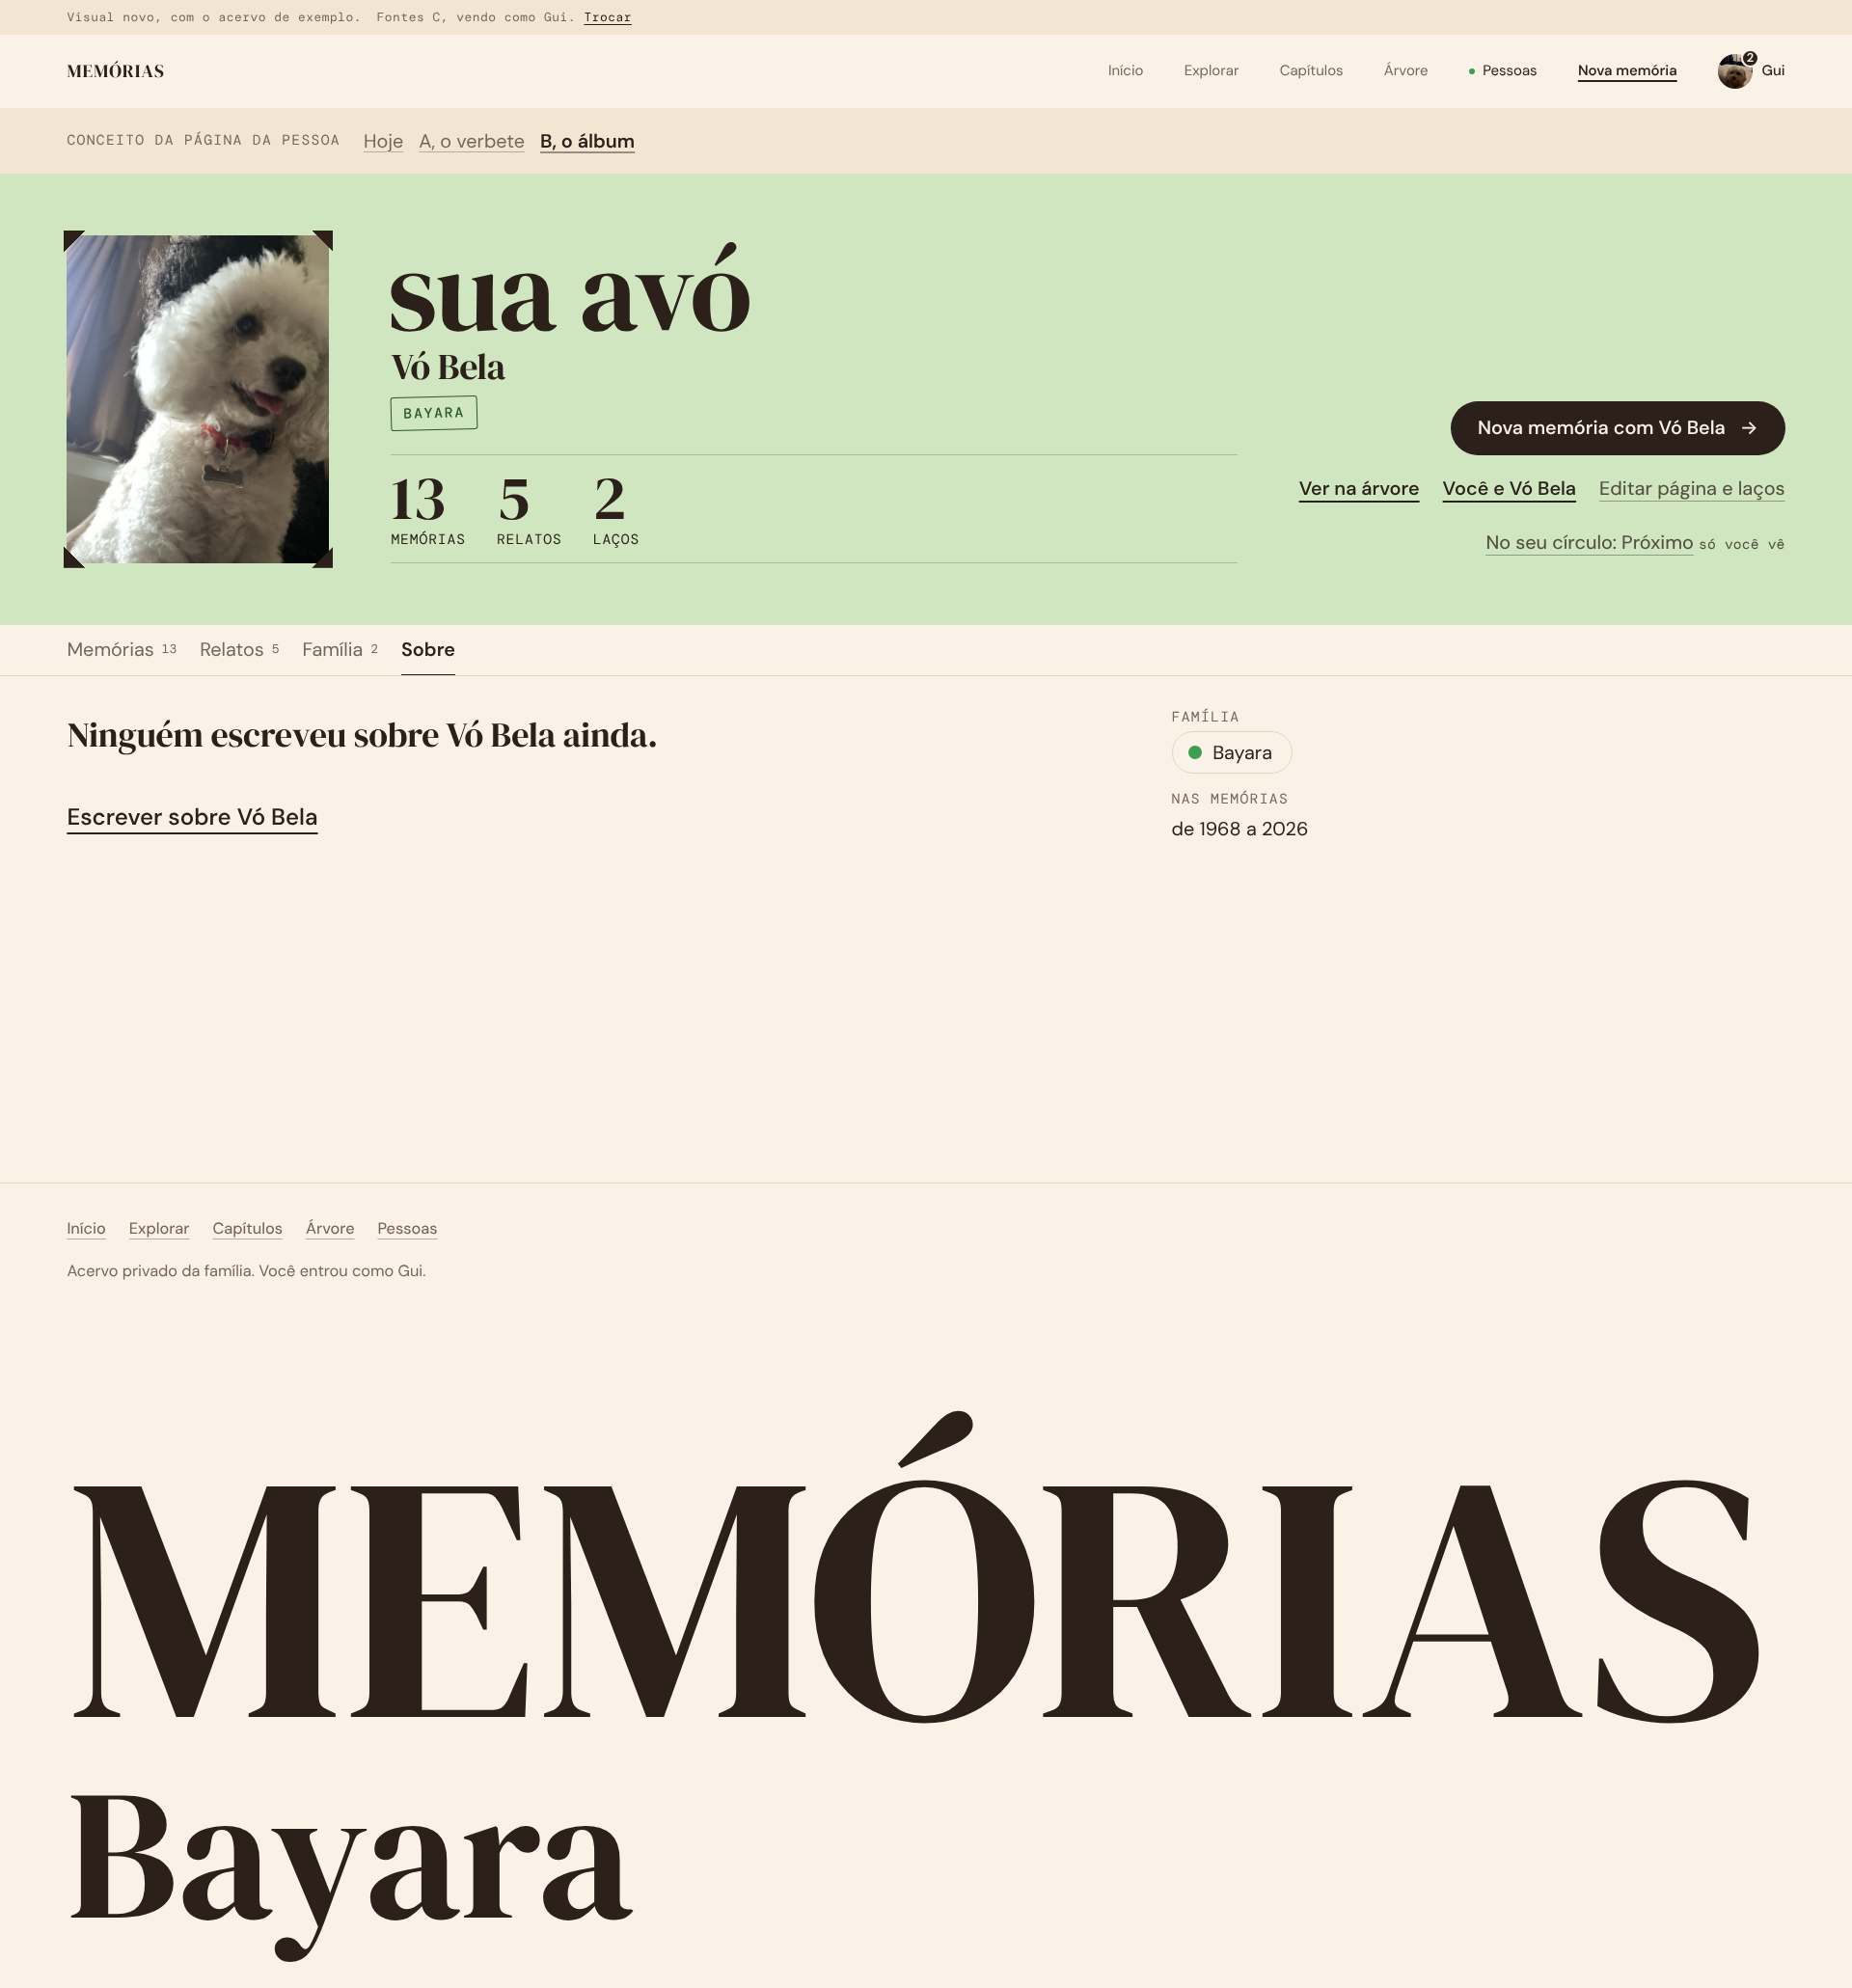 Visual novo, com o acervo de exemplo. Fontes C, vendo como Gui. Trocar
MEMÓRIAS
Início Explorar Capítulos Árvore Pessoas Nova memória 2 Gui
CONCEITO DA PÁGINA DA PESSOA Hoje A, o verbete B, o álbum
sua avó
Vó Bela
BAYARA
13 5 2
MEMÓRIAS RELATOS LAÇOS
Nova memória com Vó Bela →
Ver na árvore Você e Vó Bela Editar página e laços
No seu círculo: Próximo só você vê
Memórias 13 Relatos 5 Família 2 Sobre
Ninguém escreveu sobre Vó Bela ainda.
Escrever sobre Vó Bela
FAMÍLIA
Bayara
NAS MEMÓRIAS
de 1968 a 2026
Início Explorar Capítulos Árvore Pessoas
Acervo privado da família. Você entrou como Gui.
MEMÓRIAS
Bayara